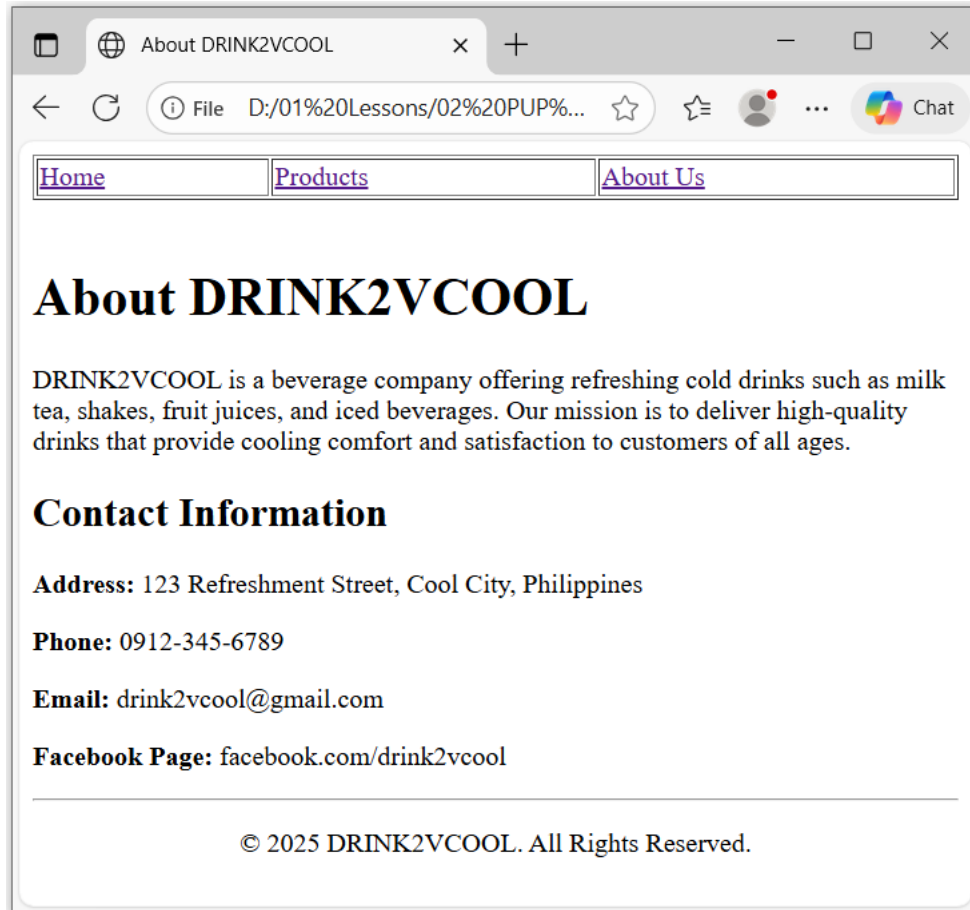 About DRINK2VCOOL
File D:/01%20Lessons/02%20PUP%... Chat
Home Products About Us
About DRINK2VCOOL
DRINK2VCOOL is a beverage company offering refreshing cold drinks such as milk
tea, shakes, fruit juices, and iced beverages. Our mission is to deliver high-quality
drinks that provide cooling comfort and satisfaction to customers of all ages.
Contact Information
Address: 123 Refreshment Street, Cool City, Philippines
Phone: 0912-345-6789
Email: drink2vcool@gmail.com
Facebook Page: facebook.com/drink2vcool
© 2025 DRINK2VCOOL. All Rights Reserved.